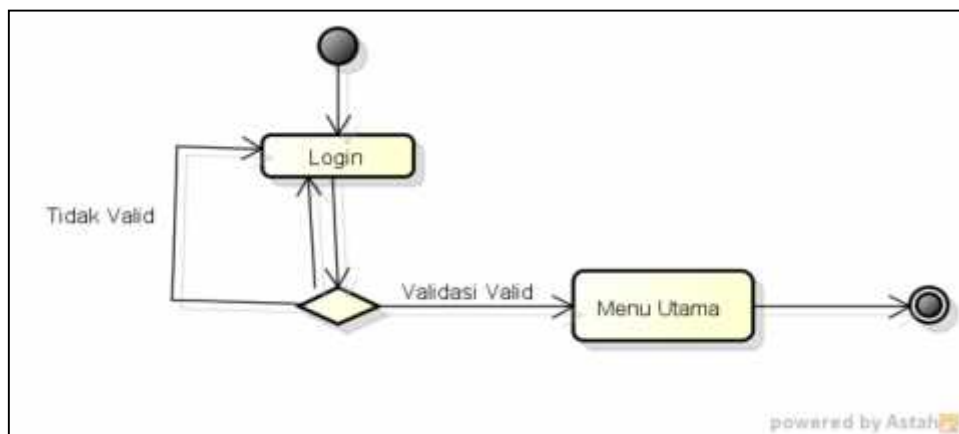 Login
Tidak Valid
Validasi Valid
Menu Utama
powered by Astah